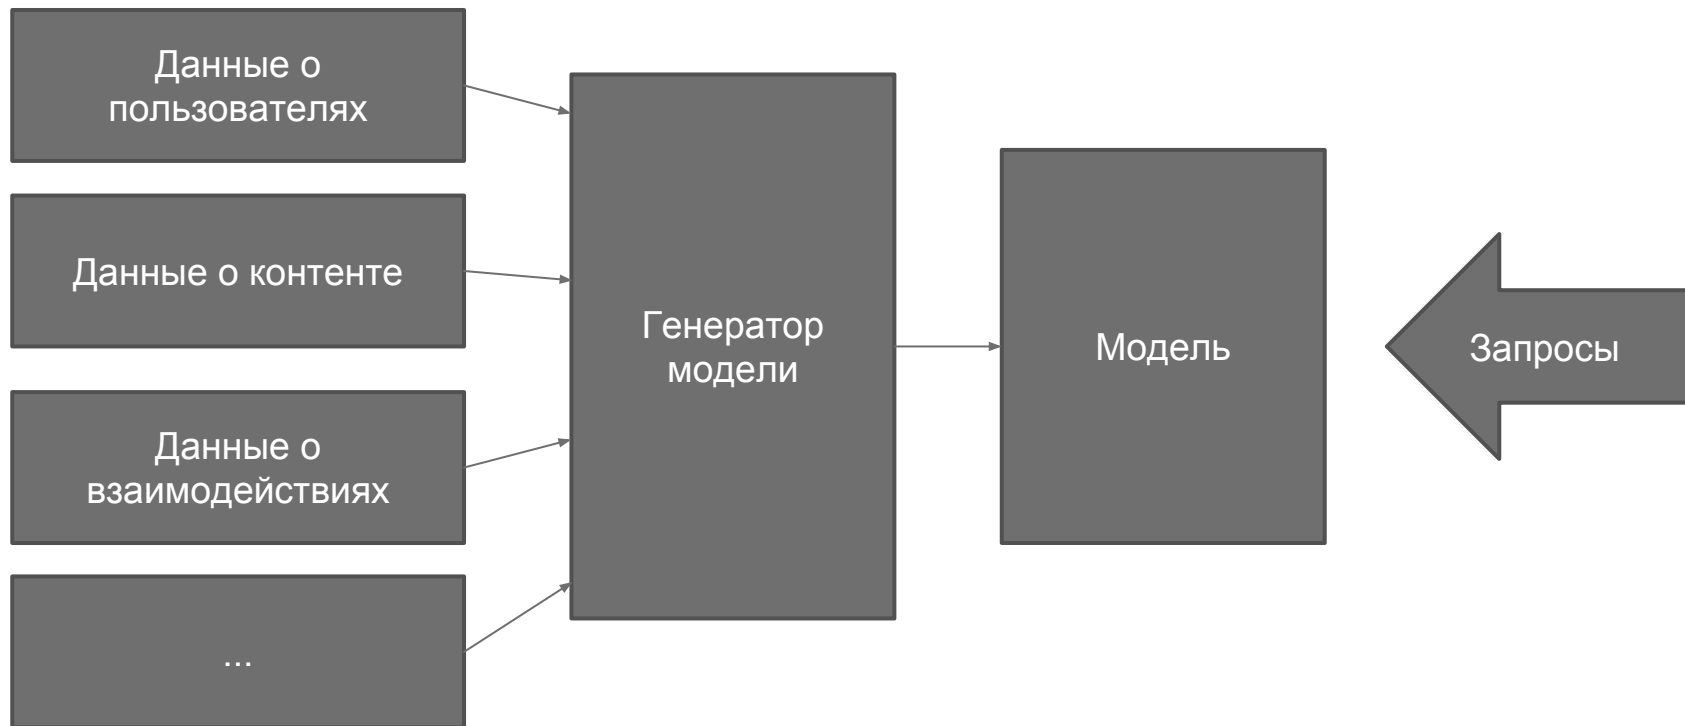 Данные о
пользователях
Данные о контенте
Данные о
взаимодействиях
...
Генератор
модели
Модель
Запросы